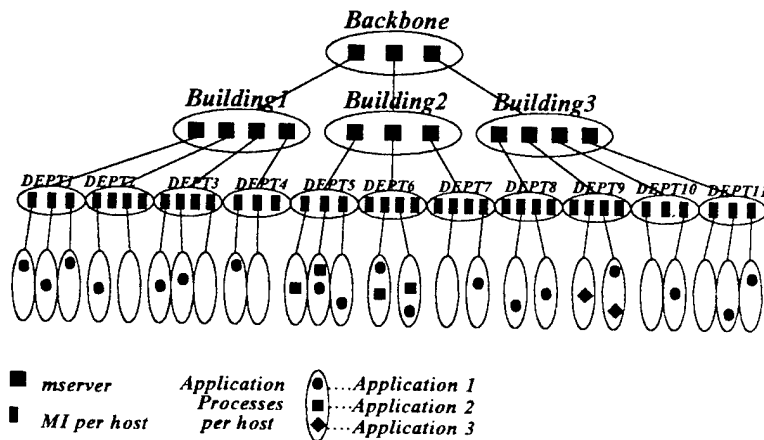 Backbone
Building1 Building2 Building3
DEPT1 DEPT2 DEPT3 DEPT4 DEPT5 DEPT6 DEPT7 DEPT8 DEPT9 DEPT10 DEPT11
mserver Application Application 1
Processes Application 2
MI per host per host Application 3